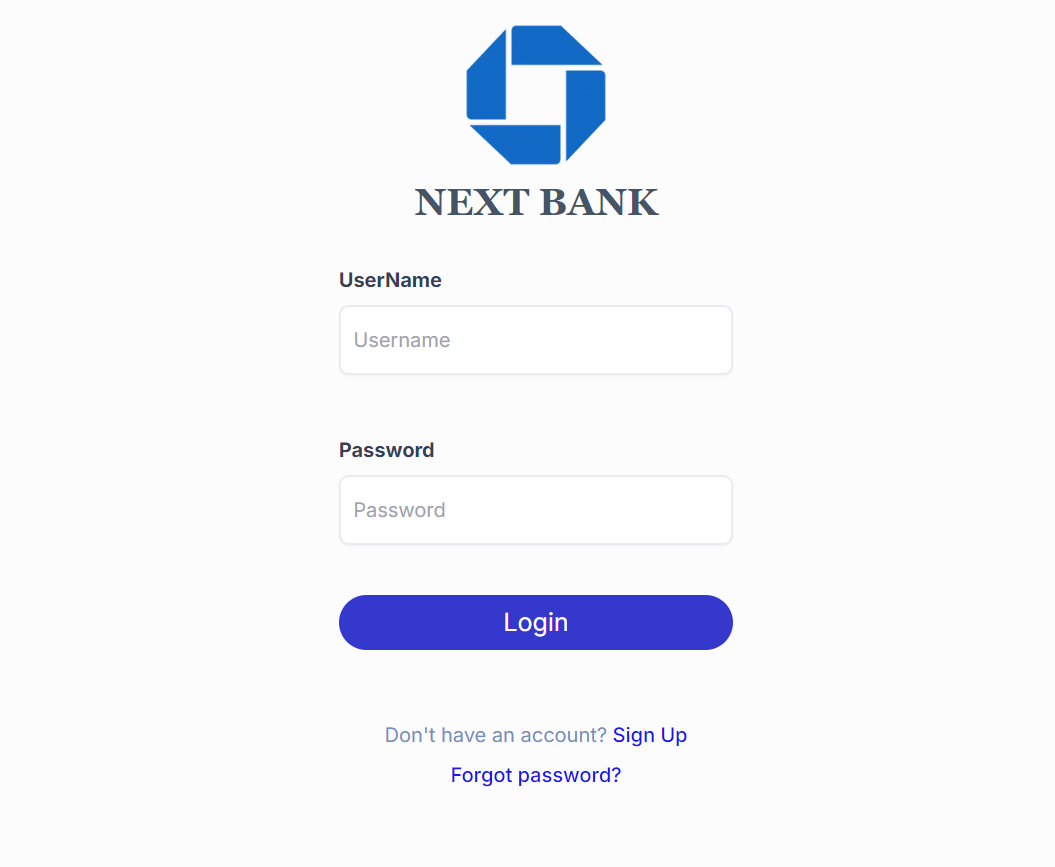 NEXT BANK
UserName
Username
Password
Password
Login
Don't have an account? Sign Up
Forgot password?